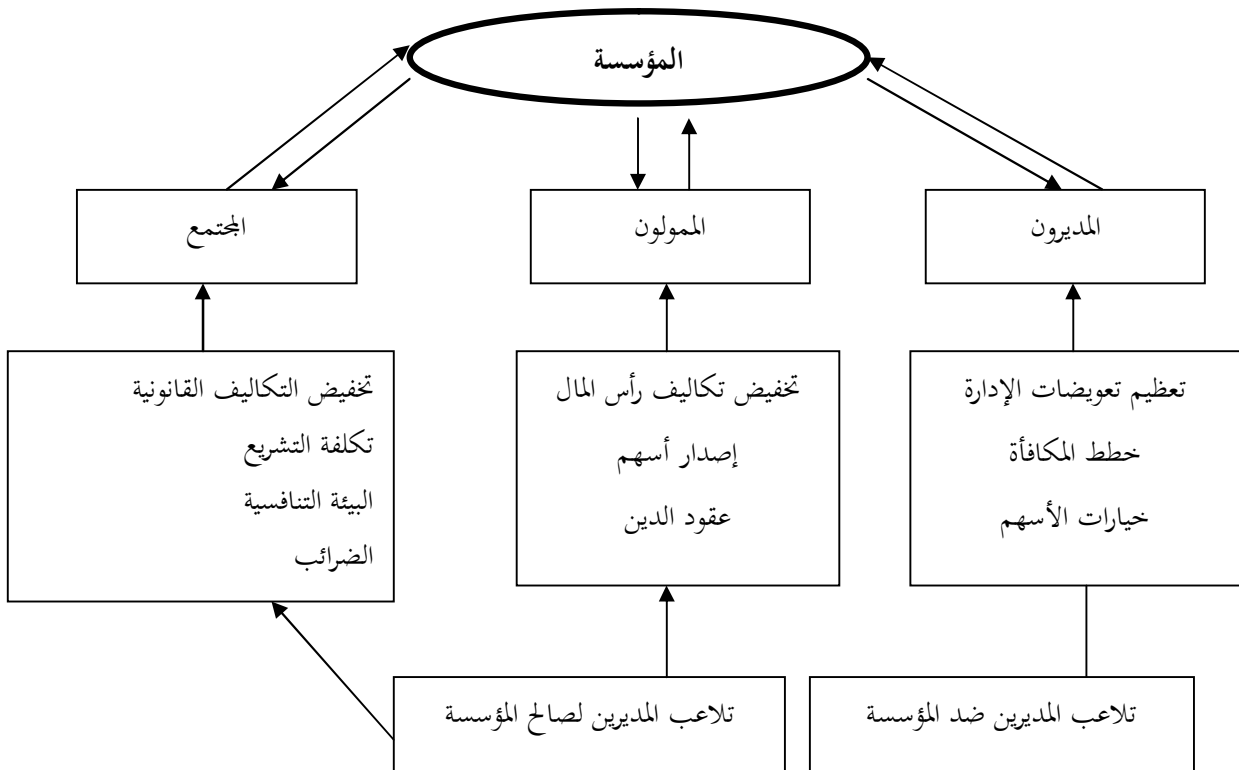 المؤسسة
المديرون
الممولون
المجتمع
تعظيم تعويضات الإدارة
خطط المكافأة
خيارات الأسهم
تخفيض تكاليف رأس المال
إصدار أسهم
عقود الدين
تخفيض التكاليف القانونية
تكلفة التشريع
البيئة التنافسية
الضرائب
تلاعب المديرين ضد المؤسسة
تلاعب المديرين لصالح المؤسسة